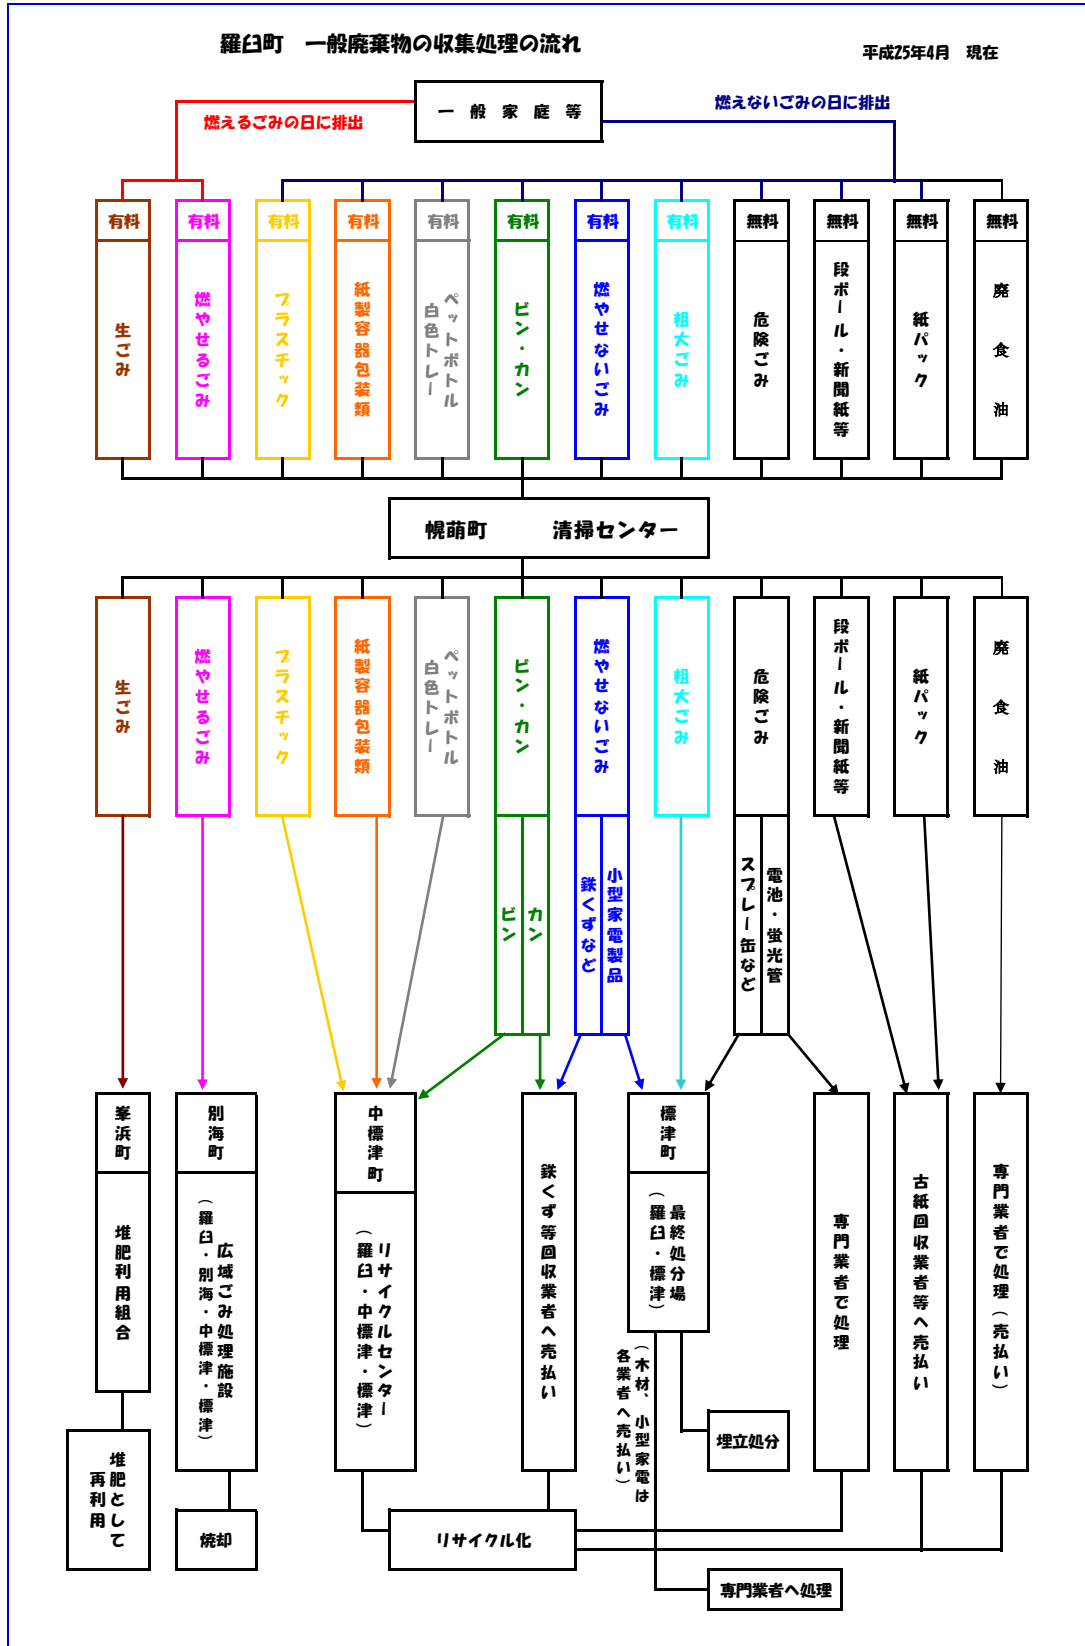 羅臼町　一般廃棄物の収集処理の流れ
平成25年4月　現在
一般家庭等
燃えるごみの日に排出
燃えないごみの日に排出
有料
有料
有料
有料
有料
有料
有料
有料
無料
無料
無料
無料
生ごみ
燃やせるごみ
プラスチック
紙製容器包装類
ペットボトル
白色トレー
ビン・カン
燃やせないごみ
粗大ごみ
危険ごみ
段ボール・新聞紙等
紙パック
廃食油
幌萌町　　　清掃センター
生ごみ
燃やせるごみ
プラスチック
紙製容器包装類
ペットボトル
白色トレー
ビン・カン
燃やせないごみ
粗大ごみ
危険ごみ
段ボール・新聞紙等
紙パック
廃食油
ビン
カン
鉄くずなど
小型家電製品
スプレー缶など
電池・蛍光管
峯浜町
堆肥利用組合
別海町
広域ごみ処理施設
（羅臼・別海・中標津・標津）
中標津町
リサイクルセンター
（羅臼・中標津・標津）
鉄くず等回収業者へ売払い
標津町
最終処分場
（羅臼・標津）
専門業者で処理
古紙回収業者等へ売払い
専門業者で処理（売払い）
（木材、小型家電は
各業者へ売払い）
埋立処分
堆肥として
再利用
焼却
リサイクル化
専門業者へ処理